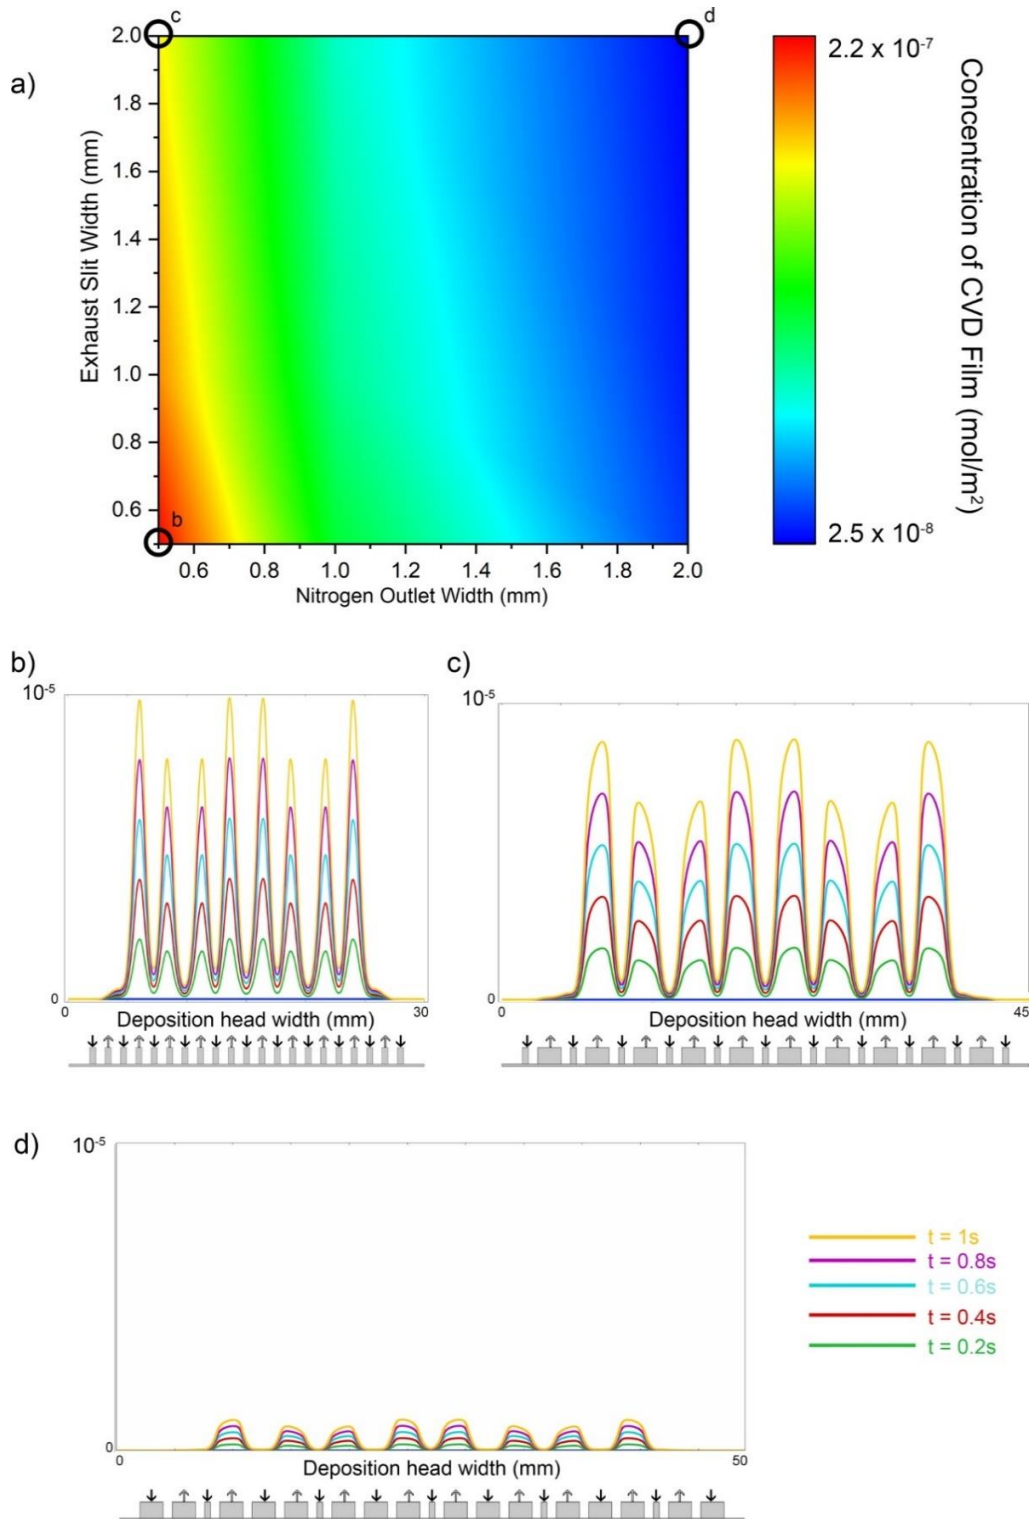 a)
c
d
2.0
1.8
1.6
1.4
1.2
1.0
0.8
0.6
Exhaust Slit Width (mm)
b
0.6 0.8 1.0 1.2 1.4 1.6 1.8 2.0
Nitrogen Outlet Width (mm)
2.2 x 10⁻⁷
2.5 x 10⁻⁸
Concentration of CVD Film (mol/m²)
b)
10⁻⁵
0
0 30
Deposition head width (mm)
c)
10⁻⁵
0
0 45
Deposition head width (mm)
d)
10⁻⁵
0
0 50
Deposition head width (mm)
t = 1s
t = 0.8s
t = 0.6s
t = 0.4s
t = 0.2s